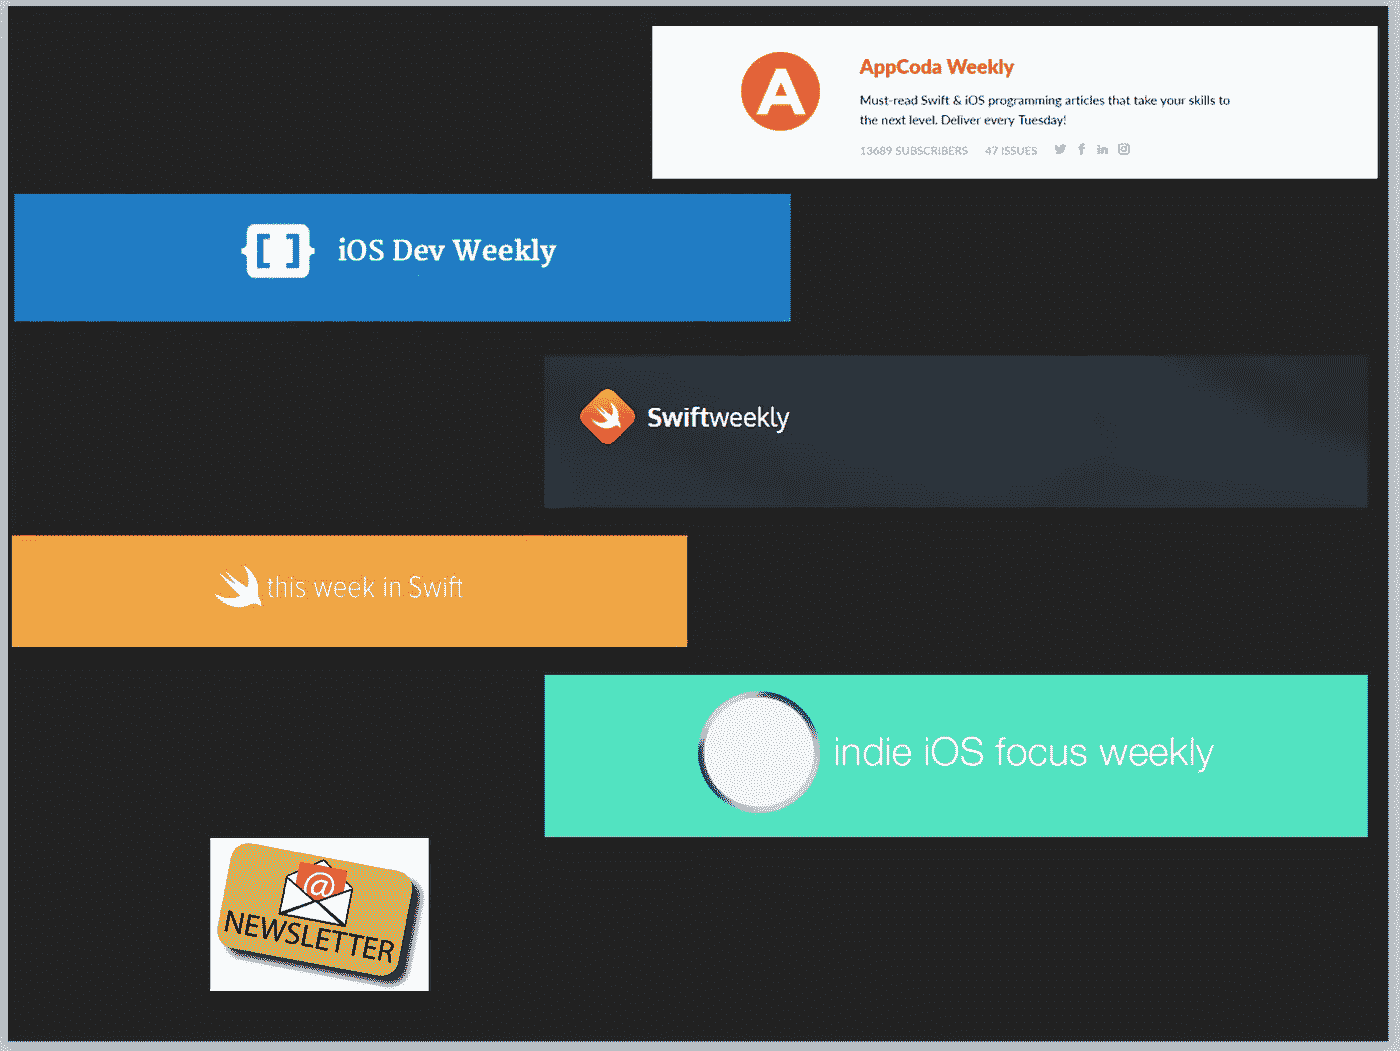 AppCoda Weekly
Must-read Swift & iOS programming articles that take your skills to
the next level. Deliver every Tuesday!
13689 SUBSCRIBERS 47 ISSUES
iOS Dev Weekly
Swiftweekly
this week in Swift
indie iOS focus weekly
@
NEWSLETTER